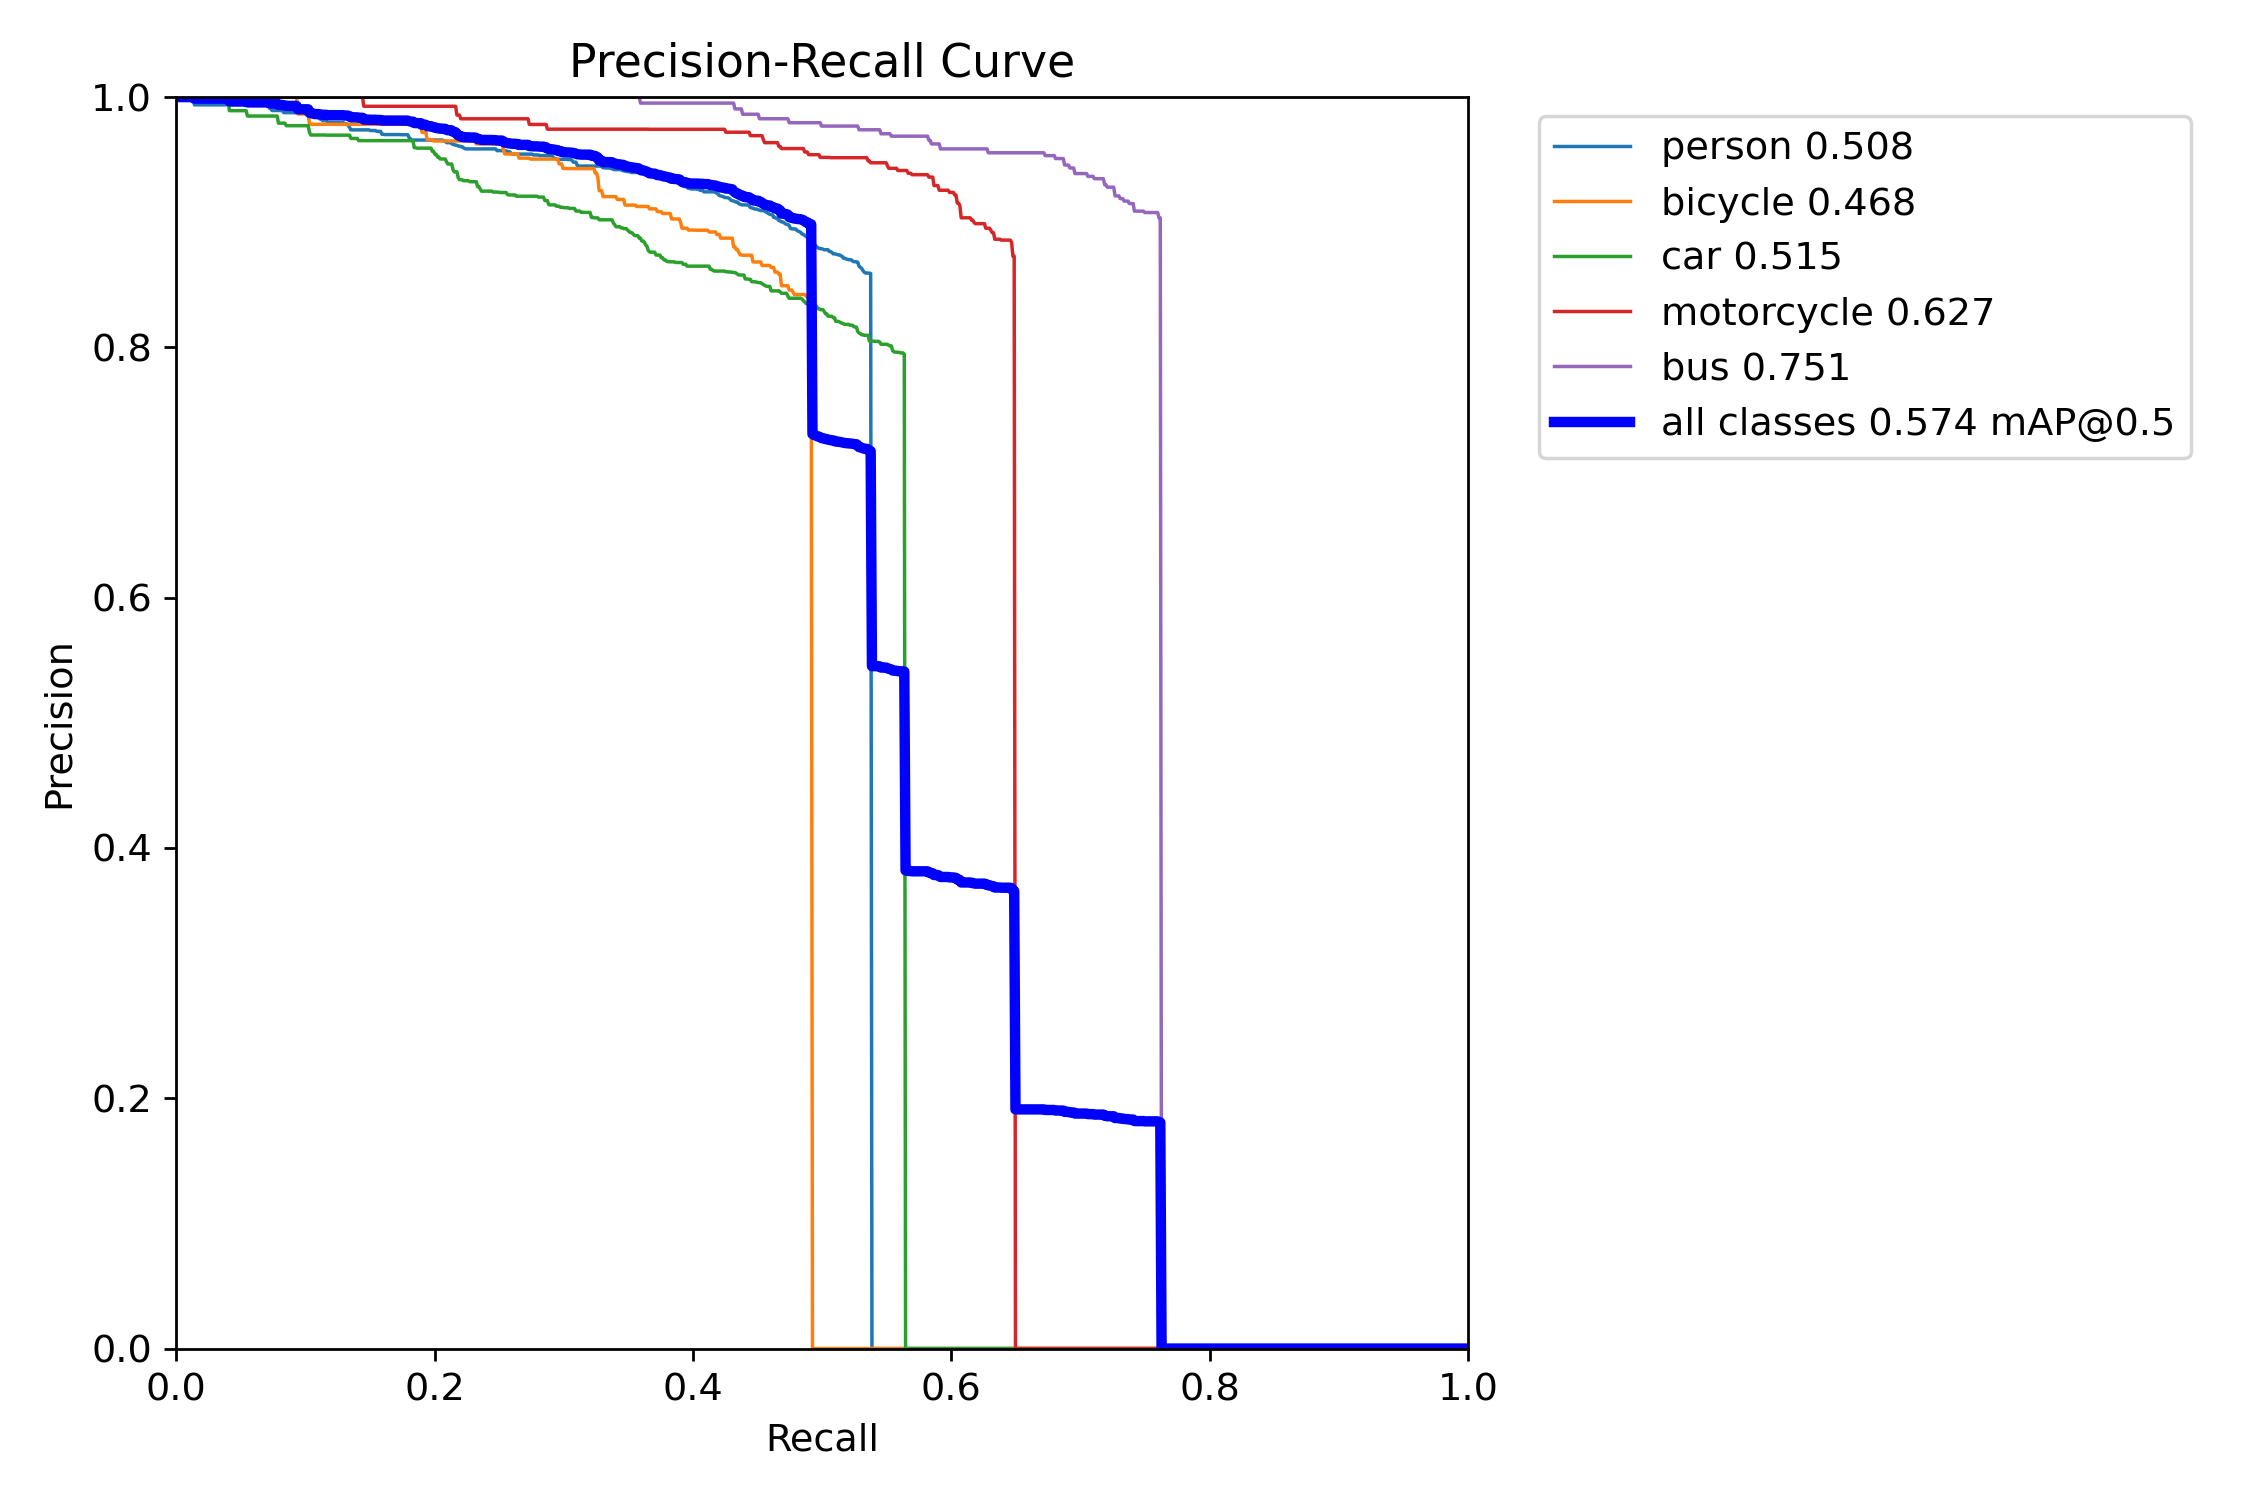 Precision-Recall Curve
1.0
0.8
0.6
0.4
0.2
0.0
Precision
0.0 0.2 0.4 0.6 0.8 1.0
Recall
person 0.508
bicycle 0.468
car 0.515
motorcycle 0.627
bus 0.751
all classes 0.574 mAP@0.5